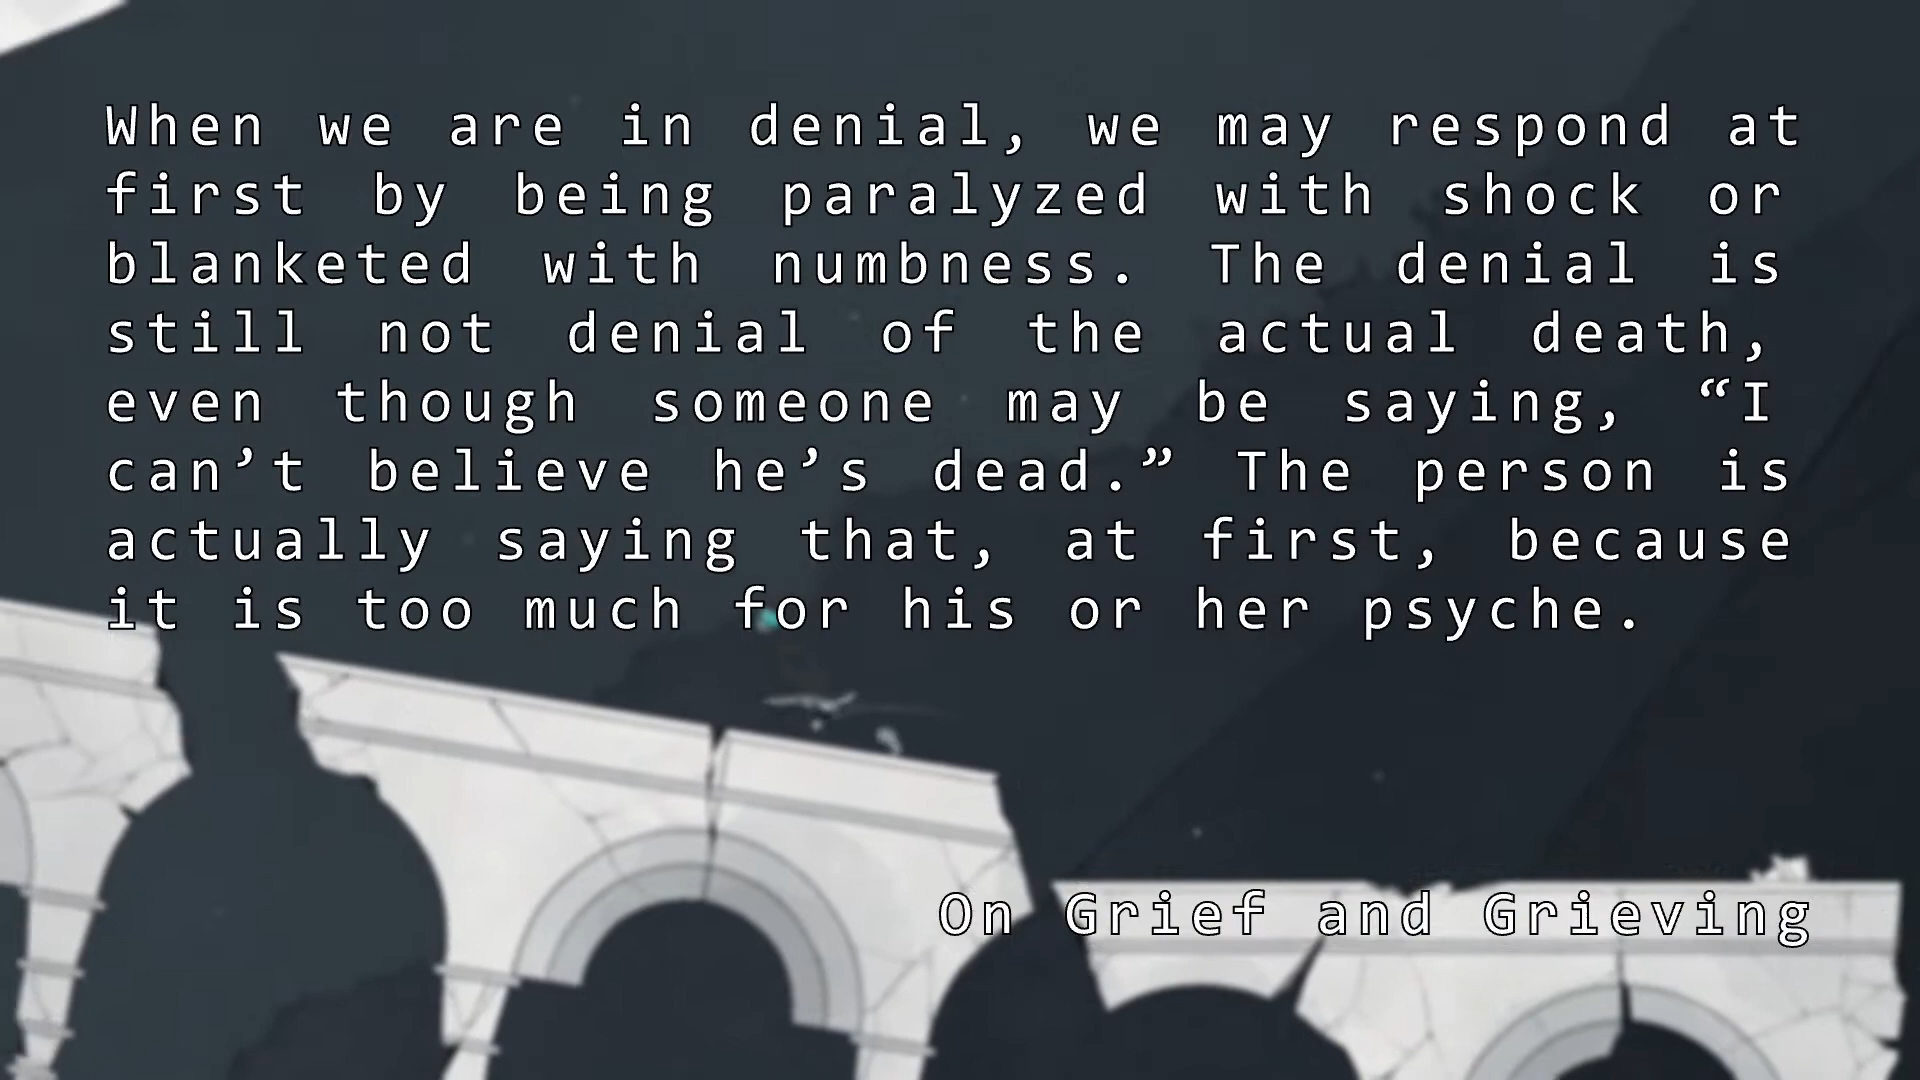 When we are in denial, we may respond at
first by being paralyzed with shock or
blanketed with numbness. The denial is
still not denial of the actual death,
even though someone may be saying, “I
can’t believe he’s dead.” The person is
actually saying that, at first, because
it is too much for his or her psyche.
On Grief and Grieving